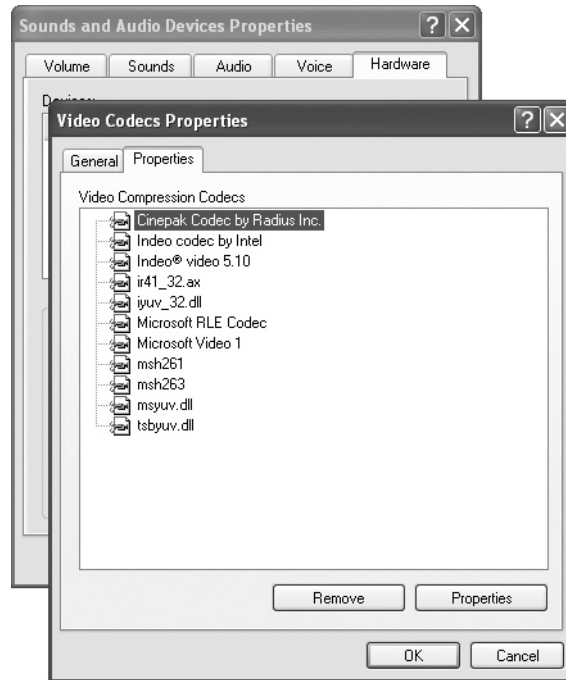 Sounds and Audio Devices Properties
Volume Sounds Audio Voice Hardware
Video Codecs Properties
General Properties
Video Compression Codecs
Cinepak Codec by Radius Inc.
Indeo codec by Intel
Indeo® video 5.10
ir41_32.ax
iyuv_32.dll
Microsoft RLE Codec
Microsoft Video 1
msh261
msh263
msyuv.dll
tsbyuv.dll
Remove Properties
OK Cancel